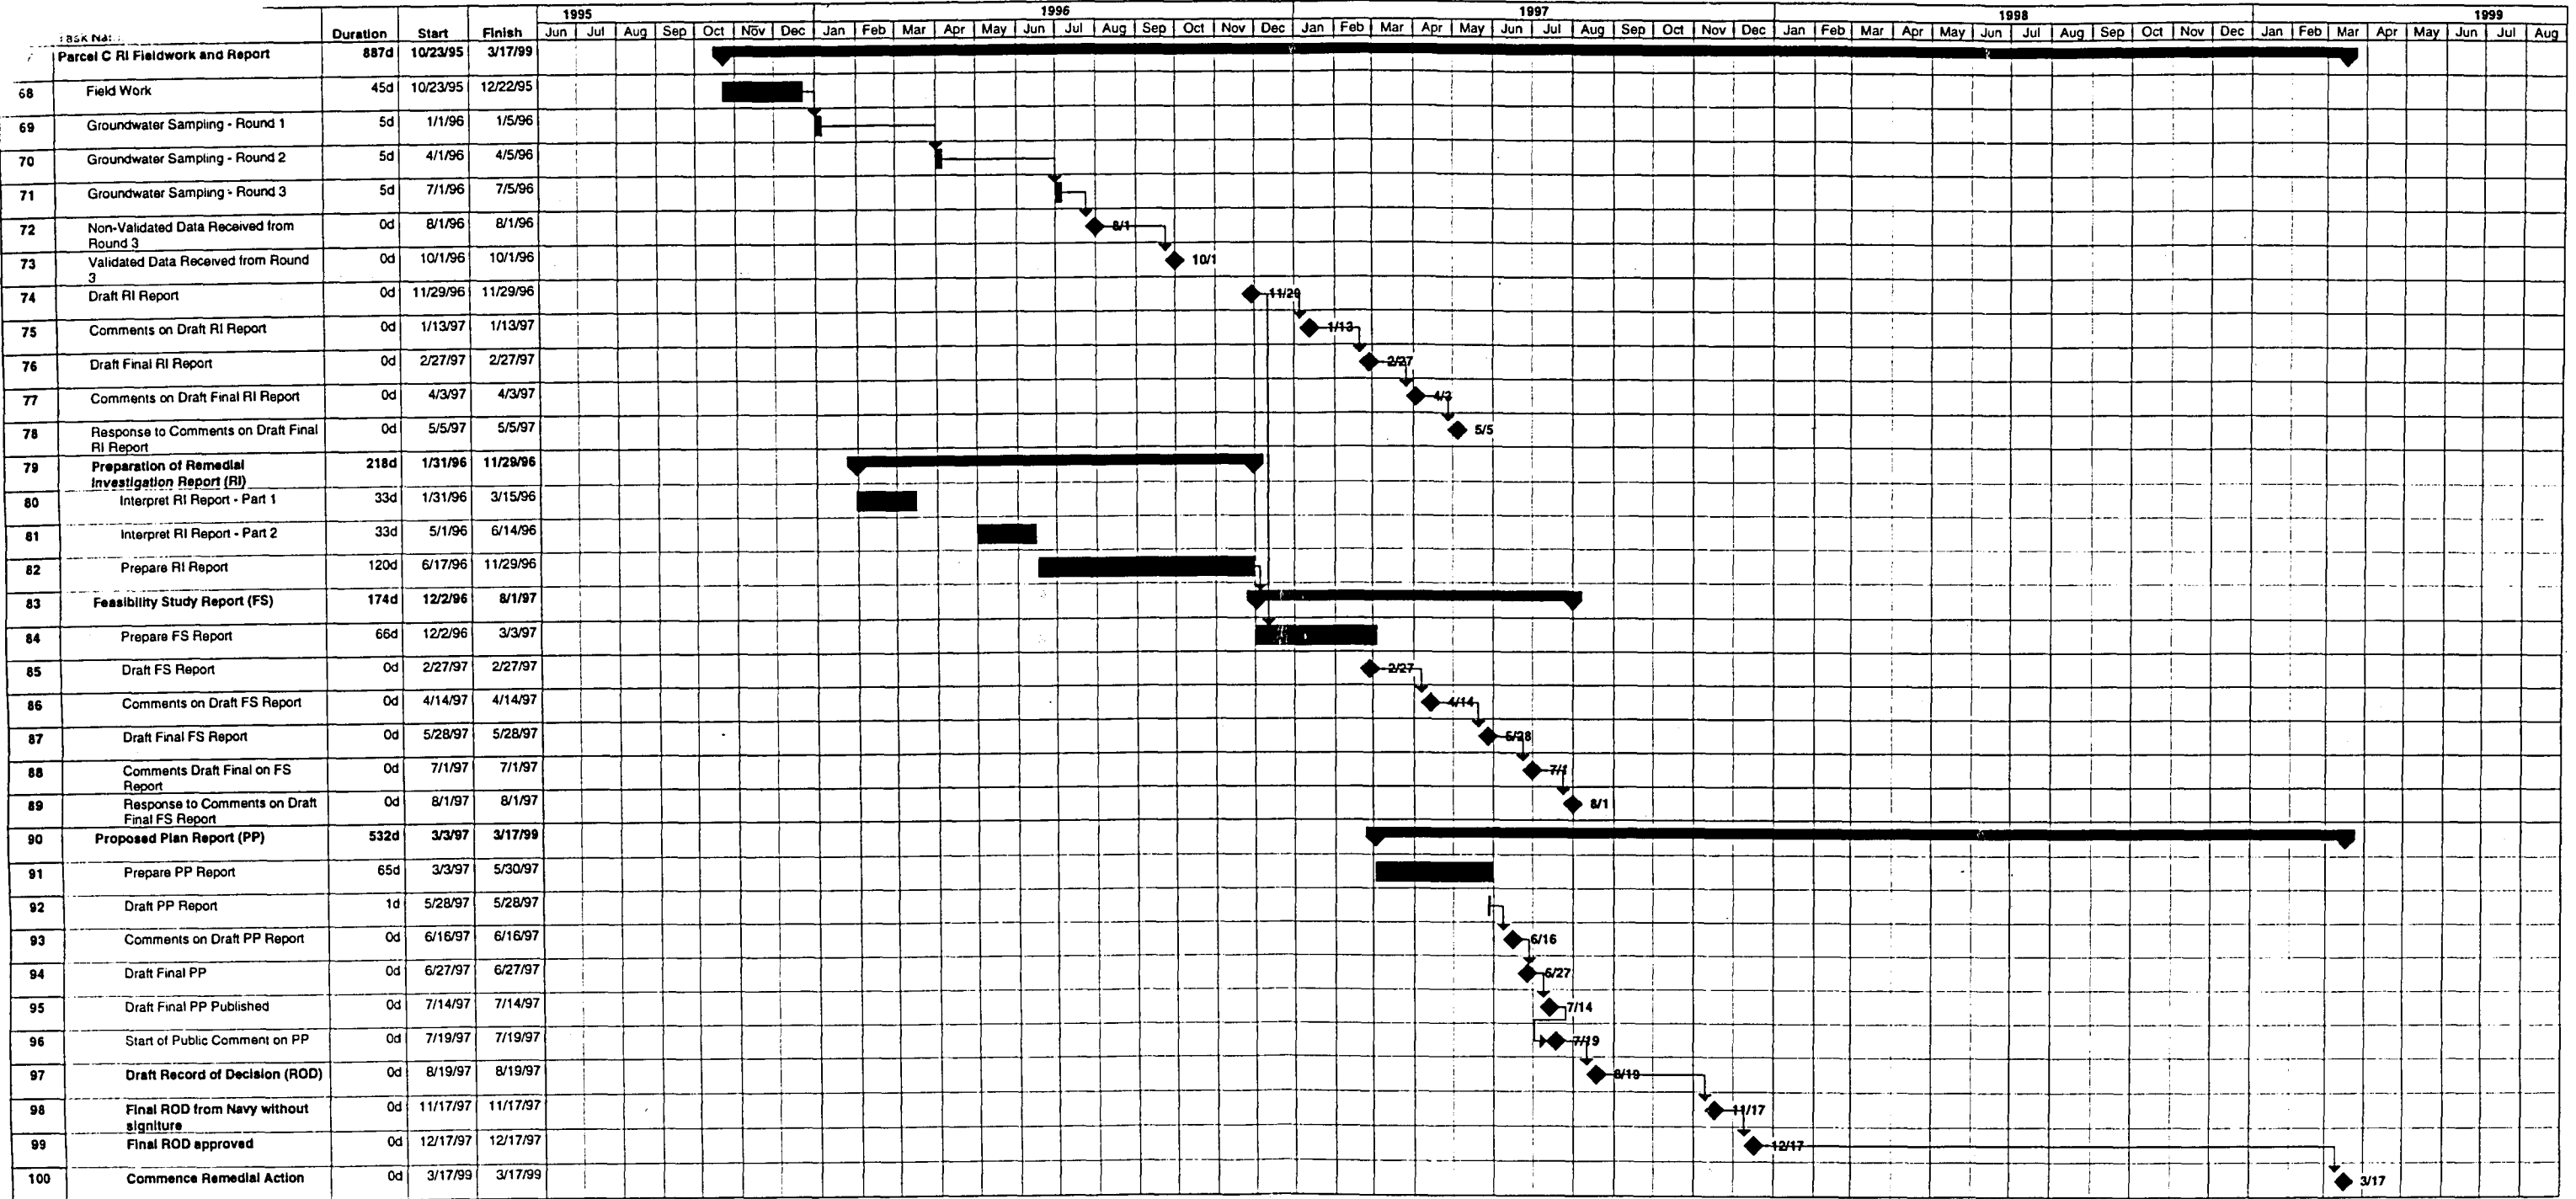 1995 1996 1997 1998 1999
Duration Start Finish Jun Jul Aug Sep Oct Nov Dec Jan Feb Mar Apr May Jun Jul Aug Sep Oct Nov Dec Jan Feb Mar Apr May Jun Jul Aug Sep Oct Nov Dec Jan Feb Mar Apr May Jun Jul Aug Sep Oct Nov Dec Jan Feb Mar Apr May Jun Jul Aug
Parcel C RI Fieldwork and Report 887d 10/23/95 3/17/99
68 Field Work 45d 10/23/95 12/22/95
69 Groundwater Sampling - Round 1 5d 1/1/96 1/5/96
70 Groundwater Sampling - Round 2 5d 4/1/96 4/5/96
71 Groundwater Sampling - Round 3 5d 7/1/96 7/5/96
72 Non-Validated Data Received from 0d 8/1/96 8/1/96 8/1
Round 3
73 Validated Data Received from Round 0d 10/1/96 10/1/96 10/1
3
74 Draft RI Report 0d 11/29/96 11/29/96 11/29
75 Comments on Draft RI Report 0d 1/13/97 1/13/97 1/13
76 Draft Final RI Report 0d 2/27/97 2/27/97 2/27
77 Comments on Draft Final RI Report 0d 4/3/97 4/3/97 4/3
78 Response to Comments on Draft Final 0d 5/5/97 5/5/97 5/5
RI Report
79 Preparation of Remedial 218d 1/31/96 11/29/96
Investigation Report (RI)
80 Interpret RI Report - Part 1 33d 1/31/96 3/15/96
81 Interpret RI Report - Part 2 33d 5/1/96 6/14/96
82 Prepare RI Report 120d 6/17/96 11/29/96
83 Feasibility Study Report (FS) 174d 12/2/96 8/1/97
84 Prepare FS Report 66d 12/2/96 3/3/97
85 Draft FS Report 0d 2/27/97 2/27/97 2/27
86 Comments on Draft FS Report 0d 4/14/97 4/14/97 4/14
87 Draft Final FS Report 0d 5/28/97 5/28/97 5/28
88 Comments Draft Final on FS 0d 7/1/97 7/1/97 7/1
Report
89 Response to Comments on Draft 0d 8/1/97 8/1/97 8/1
Final FS Report
90 Proposed Plan Report (PP) 532d 3/3/97 3/17/99
91 Prepare PP Report 65d 3/3/97 5/30/97
92 Draft PP Report 1d 5/28/97 5/28/97
93 Comments on Draft PP Report 0d 6/16/97 6/16/97 6/16
94 Draft Final PP 0d 6/27/97 6/27/97 6/27
95 Draft Final PP Published 0d 7/14/97 7/14/97 7/14
96 Start of Public Comment on PP 0d 7/19/97 7/19/97 7/19
97 Draft Record of Decision (ROD) 0d 8/19/97 8/19/97 8/19
98 Final ROD from Navy without 0d 11/17/97 11/17/97 11/17
signiture
99 Final ROD approved 0d 12/17/97 12/17/97 12/17
100 Commence Remedial Action 0d 3/17/99 3/17/99 3/17